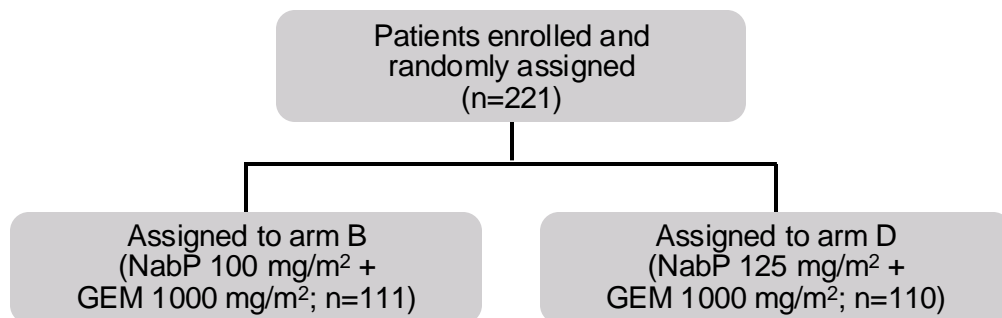 Patients enrolled and
randomly assigned
(n=221)
Assigned to arm B
(NabP 100 mg/m² +
GEM 1000 mg/m²; n=111)
Assigned to arm D
(NabP 125 mg/m² +
GEM 1000 mg/m²; n=110)